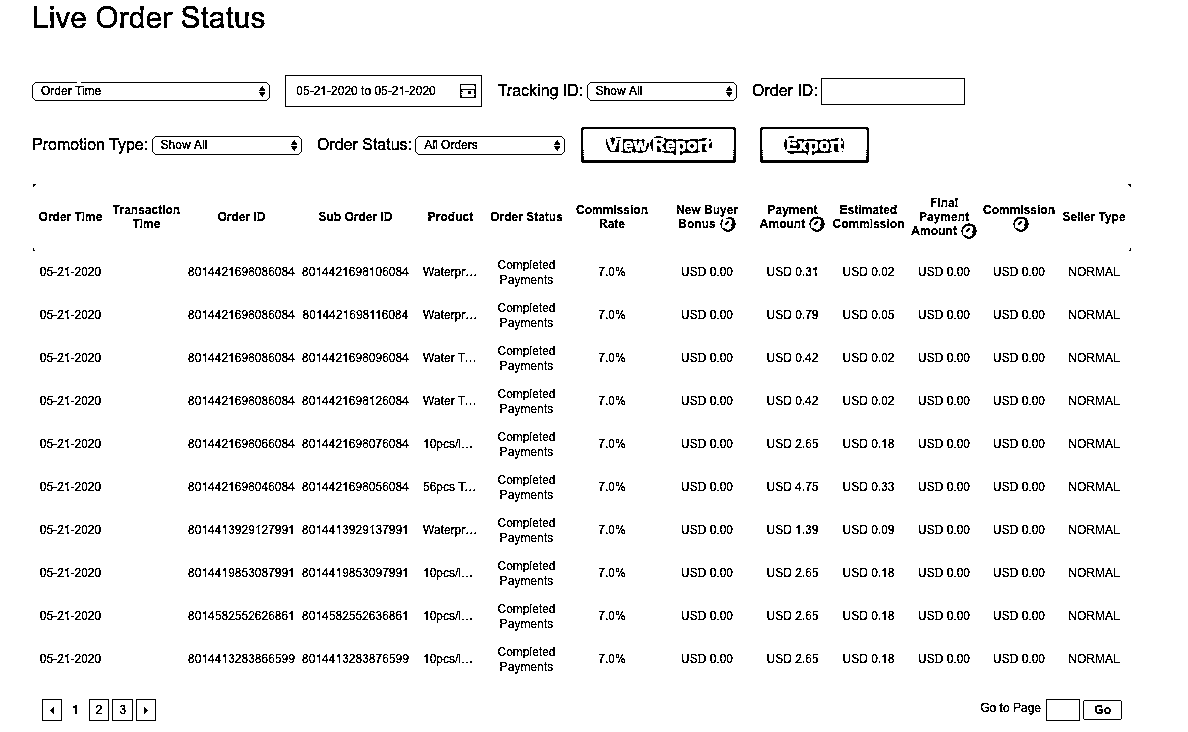 Live Order Status
Order Time 05-21-2020 to 05-21-2020 Tracking ID: Show All Order ID:
Promotion Type: Show All Order Status: All Orders View Report Export
Order Time Transaction Time Order ID Sub Order ID Product Order Status Commission Rate New Buyer Bonus Payment Amount Estimated Commission Final Payment Amount Commission Seller Type
05-21-2020 8014421698086084 8014421698106084 Waterpr... Completed Payments 7.0% USD 0.00 USD 0.31 USD 0.02 USD 0.00 USD 0.00 NORMAL
05-21-2020 8014421698086084 8014421698116084 Waterpr... Completed Payments 7.0% USD 0.00 USD 0.79 USD 0.05 USD 0.00 USD 0.00 NORMAL
05-21-2020 8014421698086084 8014421698096084 Water T... Completed Payments 7.0% USD 0.00 USD 0.42 USD 0.02 USD 0.00 USD 0.00 NORMAL
05-21-2020 8014421698086084 8014421698126084 Water T... Completed Payments 7.0% USD 0.00 USD 0.42 USD 0.02 USD 0.00 USD 0.00 NORMAL
05-21-2020 8014421698066084 8014421698076084 10pcs/l... Completed Payments 7.0% USD 0.00 USD 2.65 USD 0.18 USD 0.00 USD 0.00 NORMAL
05-21-2020 8014421698046084 8014421698056084 56pcs T... Completed Payments 7.0% USD 0.00 USD 4.75 USD 0.33 USD 0.00 USD 0.00 NORMAL
05-21-2020 8014413929127991 8014413929137991 Waterpr... Completed Payments 7.0% USD 0.00 USD 1.39 USD 0.09 USD 0.00 USD 0.00 NORMAL
05-21-2020 8014419853087991 8014419853097991 10pcs/l... Completed Payments 7.0% USD 0.00 USD 2.65 USD 0.18 USD 0.00 USD 0.00 NORMAL
05-21-2020 8014582552626861 8014582552636861 10pcs/l... Completed Payments 7.0% USD 0.00 USD 2.65 USD 0.18 USD 0.00 USD 0.00 NORMAL
05-21-2020 8014413283866599 8014413283876599 10pcs/l... Completed Payments 7.0% USD 0.00 USD 2.65 USD 0.18 USD 0.00 USD 0.00 NORMAL
1 2 3 Go to Page Go